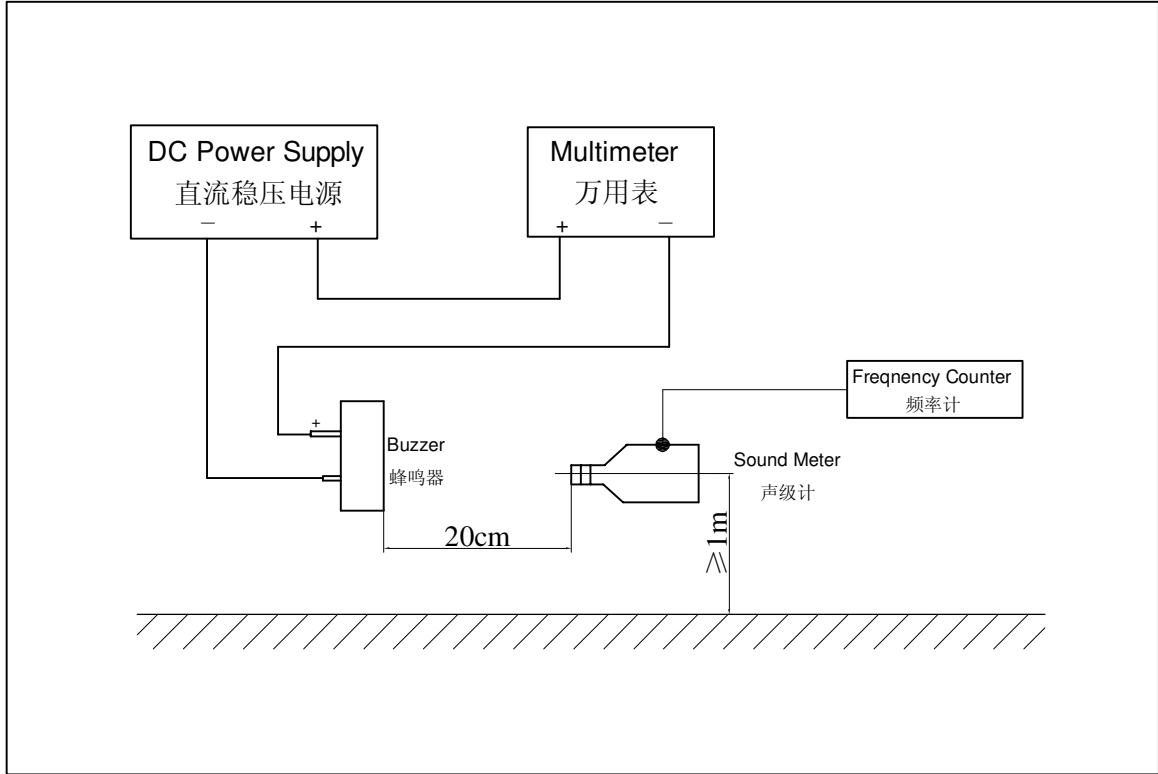 DC Power Supply
直流稳压电源
— +
Multimeter
万用表
+ —
Freqnency Counter
频率计
+
Buzzer
蜂鸣器
Sound Meter
声级计
20cm
≥1m